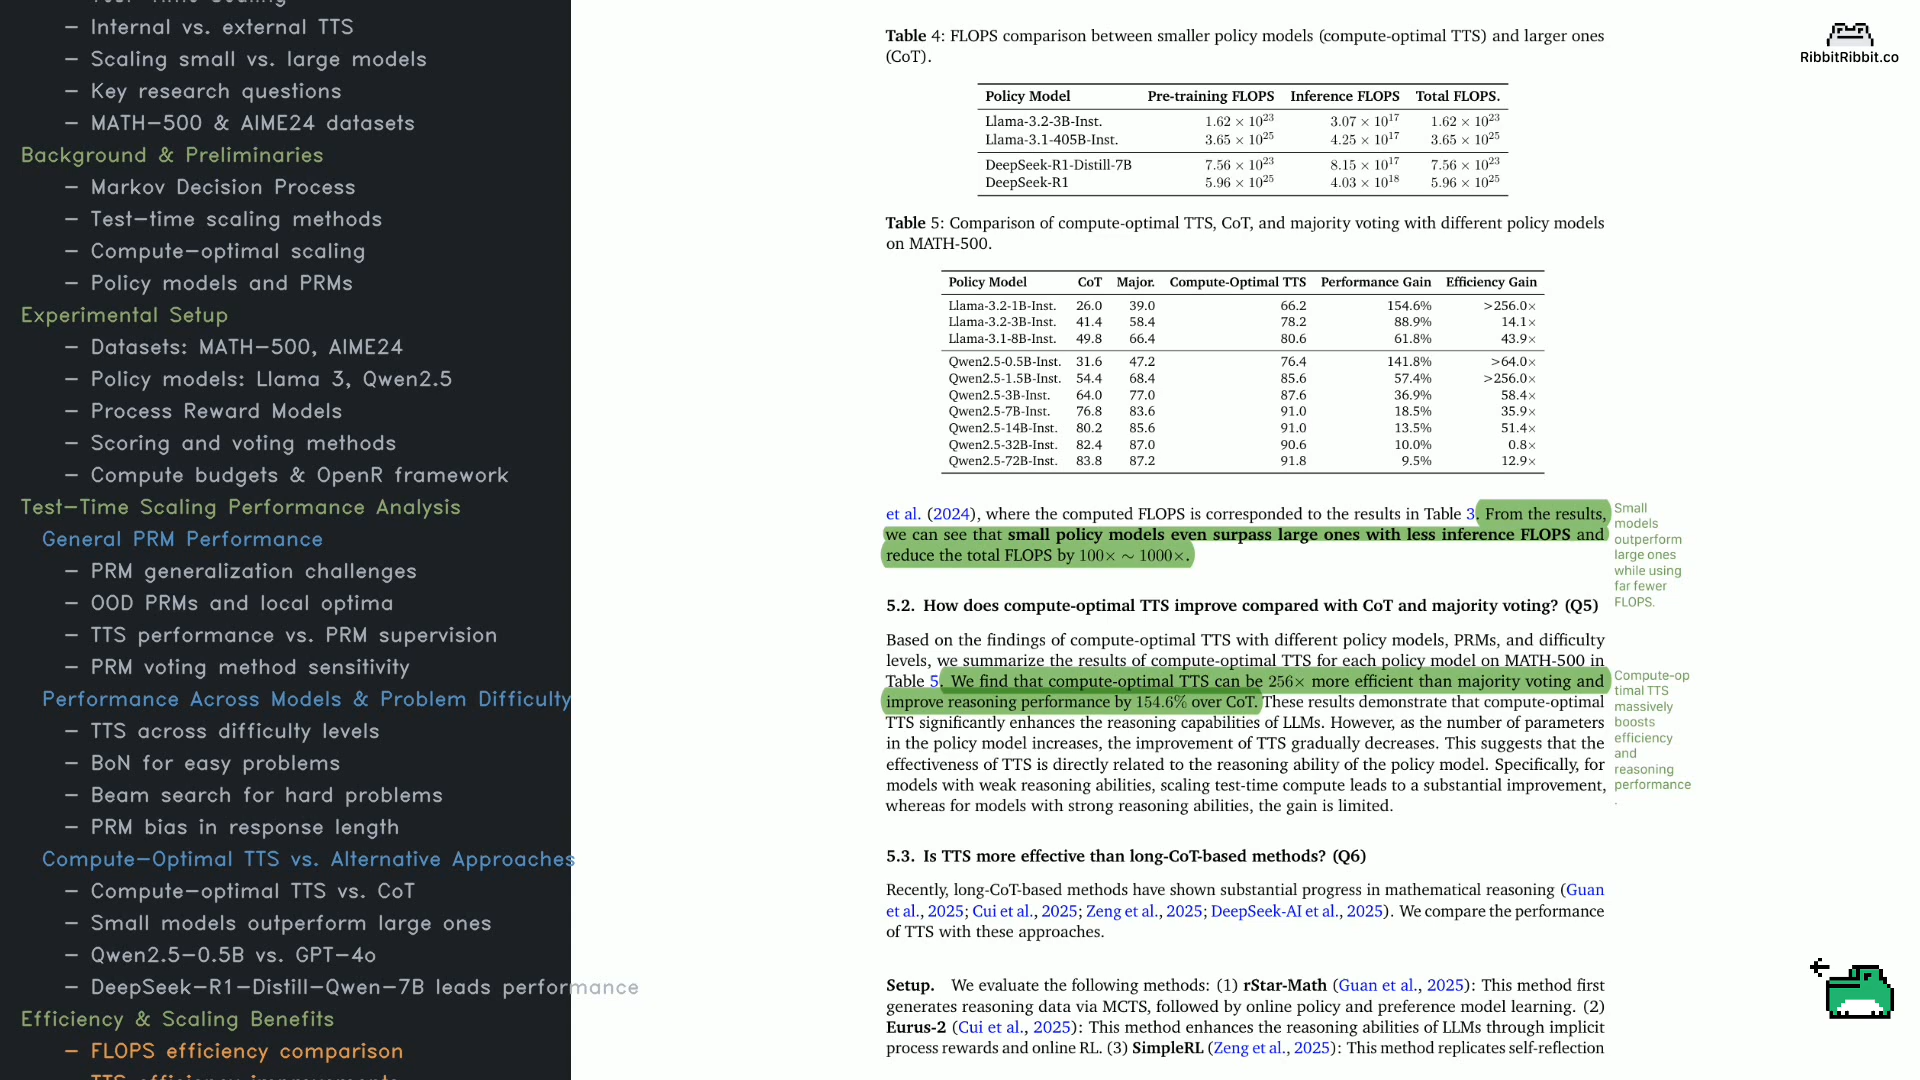 — Internal vs. external TTS
— Scaling small vs. large models
— Key research questions
— MATH-500 & AIME24 datasets
Background & Preliminaries
— Markov Decision Process
— Test-time scaling methods
— Compute-optimal scaling
— Policy models and PRMs
Experimental Setup
— Datasets: MATH-500, AIME24
— Policy models: Llama 3, Qwen2.5
— Process Reward Models
— Scoring and voting methods
— Compute budgets & OpenR framework
Test-Time Scaling Performance Analysis
General PRM Performance
— PRM generalization challenges
— OOD PRMs and local optima
— TTS performance vs. PRM supervision
— PRM voting method sensitivity
Performance Across Models & Problem Difficulty
— TTS across difficulty levels
— BoN for easy problems
— Beam search for hard problems
— PRM bias in response length
Compute-Optimal TTS vs. Alternative Approaches
— Compute-optimal TTS vs. CoT
— Small models outperform large ones
— Qwen2.5-0.5B vs. GPT-4o
— DeepSeek-R1-Distill-Qwen-7B leads performance
Efficiency & Scaling Benefits
— FLOPS efficiency comparison
Table 4: FLOPS comparison between smaller policy models (compute-optimal TTS) and larger ones
(CoT).
Policy Model Pre-training FLOPS Inference FLOPS Total FLOPS.
Llama-3.2-3B-Inst. 1.62 × 10²³ 3.07 × 10¹⁷ 1.62 × 10²³
Llama-3.1-405B-Inst. 3.65 × 10²⁵ 4.25 × 10¹⁷ 3.65 × 10²⁵
DeepSeek-R1-Distill-7B 7.56 × 10²³ 8.15 × 10¹⁷ 7.56 × 10²³
DeepSeek-R1 5.96 × 10²⁵ 4.03 × 10¹⁸ 5.96 × 10²⁵
Table 5: Comparison of compute-optimal TTS, CoT, and majority voting with different policy models
on MATH-500.
Policy Model CoT Major. Compute-Optimal TTS Performance Gain Efficiency Gain
Llama-3.2-1B-Inst. 26.0 39.0 66.2 154.6% >256.0×
Llama-3.2-3B-Inst. 41.4 58.4 78.2 88.9% 14.1×
Llama-3.1-8B-Inst. 49.8 66.4 80.6 61.8% 43.9×
Qwen2.5-0.5B-Inst. 31.6 47.2 76.4 141.8% >64.0×
Qwen2.5-1.5B-Inst. 54.4 68.4 85.6 57.4% >256.0×
Qwen2.5-3B-Inst. 64.0 77.0 87.6 36.9% 58.4×
Qwen2.5-7B-Inst. 76.8 83.6 91.0 18.5% 35.9×
Qwen2.5-14B-Inst. 80.2 85.6 91.0 13.5% 51.4×
Qwen2.5-32B-Inst. 82.4 87.0 90.6 10.0% 0.8×
Qwen2.5-72B-Inst. 83.8 87.2 91.8 9.5% 12.9×
et al. (2024), where the computed FLOPS is corresponded to the results in Table 3. From the results,
we can see that small policy models even surpass large ones with less inference FLOPS and
reduce the total FLOPS by 100× ∼ 1000×.
5.2. How does compute-optimal TTS improve compared with CoT and majority voting? (Q5)
Based on the findings of compute-optimal TTS with different policy models, PRMs, and difficulty
levels, we summarize the results of compute-optimal TTS for each policy model on MATH-500 in
Table 5. We find that compute-optimal TTS can be 256× more efficient than majority voting and
improve reasoning performance by 154.6% over CoT. These results demonstrate that compute-optimal
TTS significantly enhances the reasoning capabilities of LLMs. However, as the number of parameters
in the policy model increases, the improvement of TTS gradually decreases. This suggests that the
effectiveness of TTS is directly related to the reasoning ability of the policy model. Specifically, for
models with weak reasoning abilities, scaling test-time compute leads to a substantial improvement,
whereas for models with strong reasoning abilities, the gain is limited.
5.3. Is TTS more effective than long-CoT-based methods? (Q6)
Recently, long-CoT-based methods have shown substantial progress in mathematical reasoning (Guan
et al., 2025; Cui et al., 2025; Zeng et al., 2025; DeepSeek-AI et al., 2025). We compare the performance
of TTS with these approaches.
Setup. We evaluate the following methods: (1) rStar-Math (Guan et al., 2025): This method first
generates reasoning data via MCTS, followed by online policy and preference model learning. (2)
Eurus-2 (Cui et al., 2025): This method enhances the reasoning abilities of LLMs through implicit
process rewards and online RL. (3) SimpleRL (Zeng et al., 2025): This method replicates self-reflection
Small
models
outperform
large ones
while using
far fewer
FLOPS.
Compute-op
timal TTS
massively
boosts
efficiency
and
reasoning
performance
.
RibbitRibbit.co